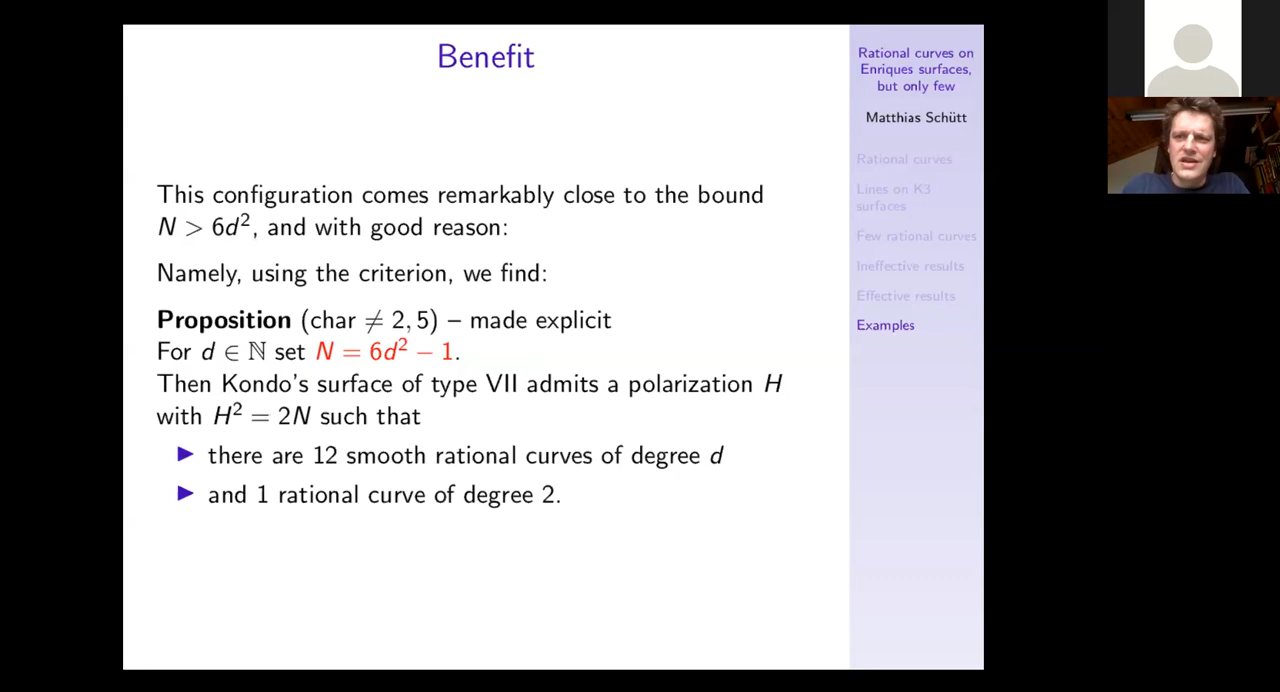 Benefit
This configuration comes remarkably close to the bound
N > 6d², and with good reason:
Namely, using the criterion, we find:
Proposition (char ≠ 2, 5) – made explicit
For d ∈ ℕ set N = 6d² − 1.
Then Kondo's surface of type VII admits a polarization H
with H² = 2N such that
▶ there are 12 smooth rational curves of degree d
▶ and 1 rational curve of degree 2.
Rational curves on
Enriques surfaces,
but only few
Matthias Schütt
Rational curves
Lines on K3
surfaces
Few rational curves
Ineffective results
Effective results
Examples